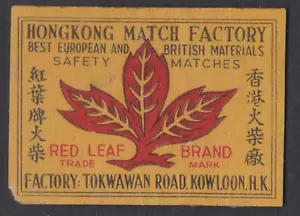 HONGKONG MATCH FACTORY
BEST EUROPEAN AND BRITISH MATERIALS
SAFETY MATCHES
紅葉牌火柴
香港火柴廠
RED LEAF BRAND
TRADE MARK
FACTORY: TOKWAWAN ROAD, KOWLOON, H.K.